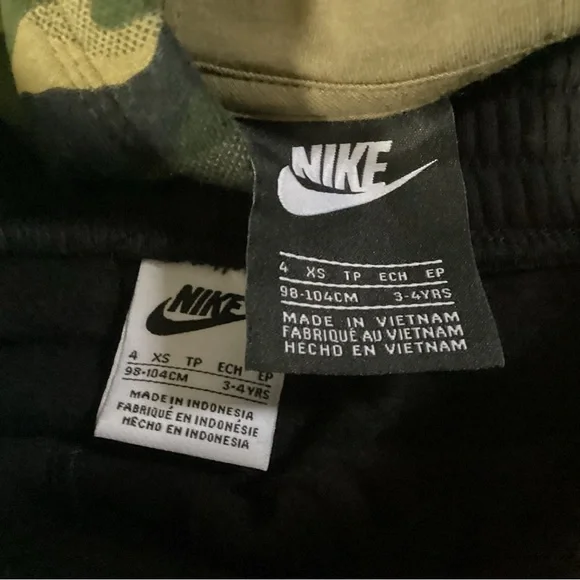 NIKE
4 XS TP ECH EP
98-104CM 3-4YRS
MADE IN VIETNAM
FABRIQUÉ AU VIETNAM
HECHO EN VIETNAM
NIKE
4 XS TP ECH EP
98-104CM 3-4YRS
MADE IN INDONESIA
FABRIQUÉ EN INDONÉSIE
HECHO EN INDONESIA